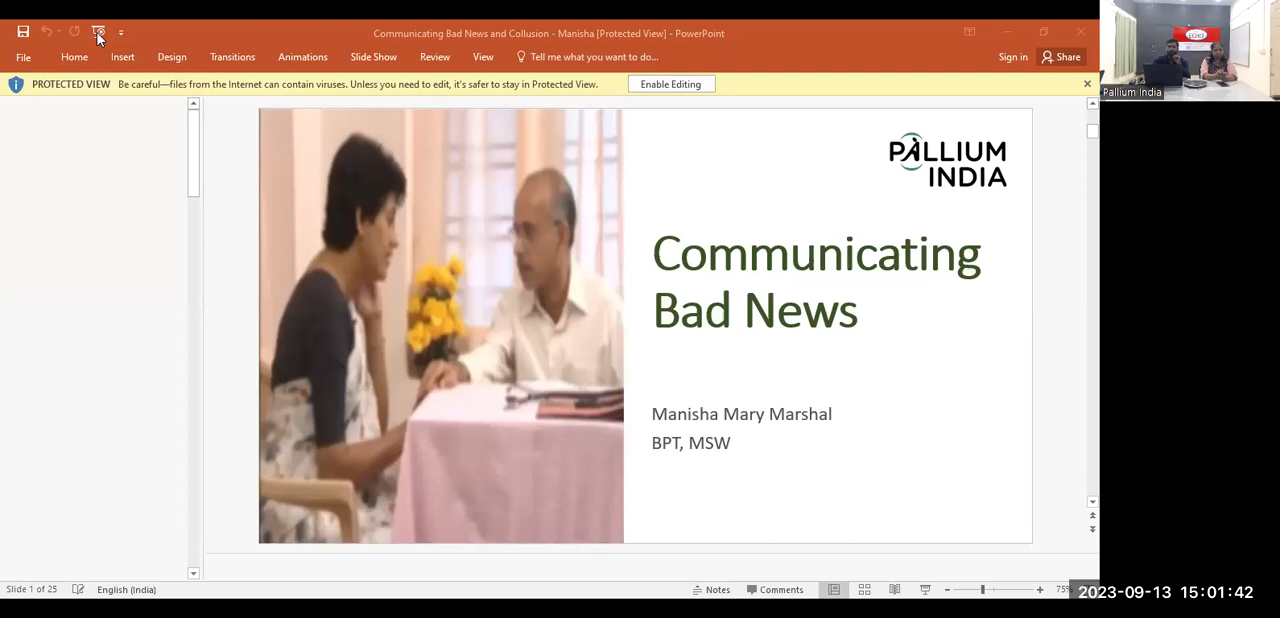 Communicating Bad News and Collusion - Manisha [Protected View] - PowerPoint
File Home Insert Design Transitions Animations Slide Show Review View Tell me what you want to do... Sign in Share
PROTECTED VIEW Be careful—files from the Internet can contain viruses. Unless you need to edit, it's safer to stay in Protected View. Enable Editing
Pallium India
PALLIUM
INDIA
Communicating
Bad News
Manisha Mary Marshal
BPT, MSW
Slide 1 of 25 English (India) Notes Comments 75%
2023-09-13 15:01:42